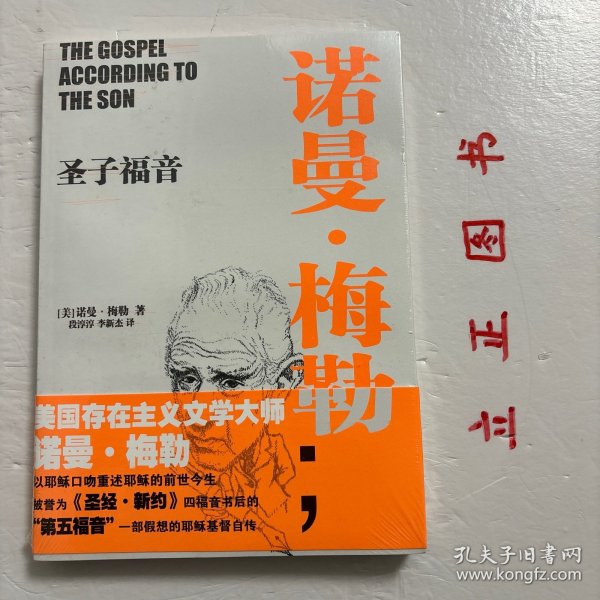 THE GOSPEL
ACCORDING TO
THE SON
圣子福音
诺曼·梅勒
[美]诺曼·梅勒 著
段淳淳 李新杰 译
美国存在主义文学大师
诺曼·梅勒
以耶稣口吻重述耶稣的前世今生
被誉为《圣经·新约》四福音书后的
“第五福音” 一部假想的耶稣基督自传
立正图书
孔夫子旧书网
www.kongfz.com